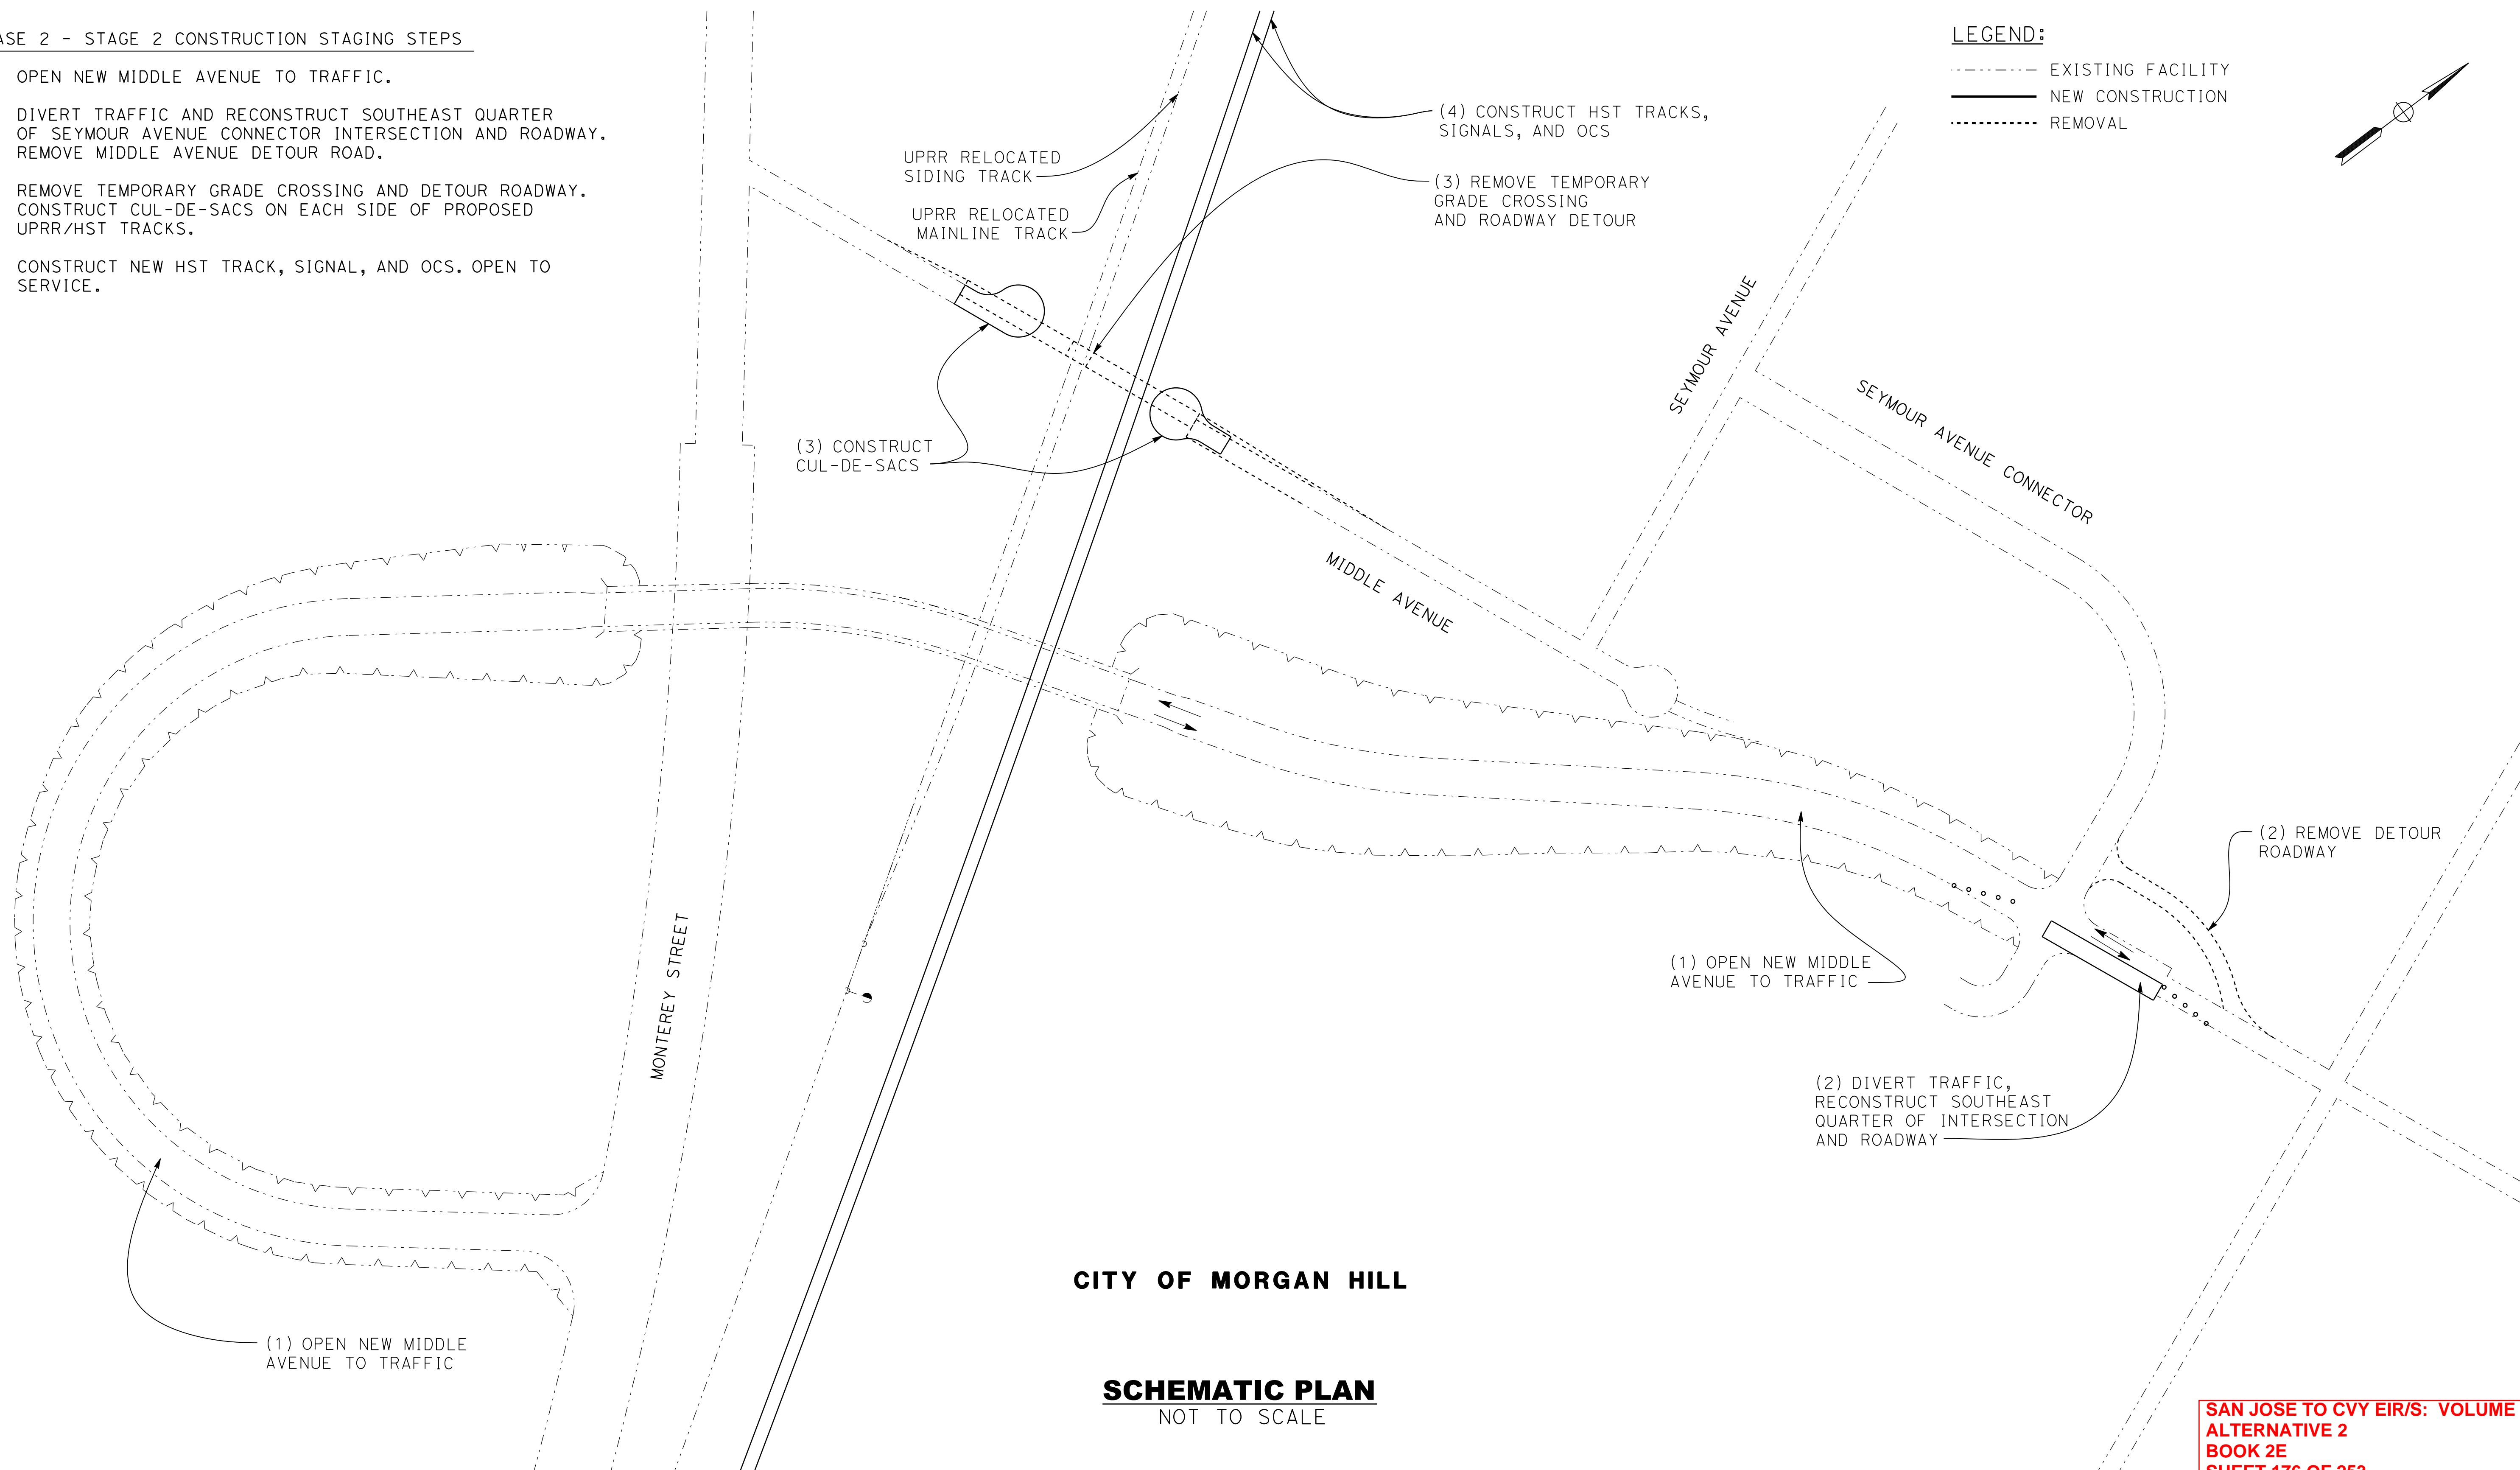 ASE 2 - STAGE 2 CONSTRUCTION STAGING STEPS
OPEN NEW MIDDLE AVENUE TO TRAFFIC.
DIVERT TRAFFIC AND RECONSTRUCT SOUTHEAST QUARTER
OF SEYMOUR AVENUE CONNECTOR INTERSECTION AND ROADWAY.
REMOVE MIDDLE AVENUE DETOUR ROAD.
REMOVE TEMPORARY GRADE CROSSING AND DETOUR ROADWAY.
CONSTRUCT CUL-DE-SACS ON EACH SIDE OF PROPOSED
UPRR/HST TRACKS.
CONSTRUCT NEW HST TRACK, SIGNAL, AND OCS. OPEN TO
SERVICE.
LEGEND:
EXISTING FACILITY
NEW CONSTRUCTION
REMOVAL
(4) CONSTRUCT HST TRACKS,
SIGNALS, AND OCS
UPRR RELOCATED
SIDING TRACK
(3) REMOVE TEMPORARY
GRADE CROSSING
AND ROADWAY DETOUR
UPRR RELOCATED
MAINLINE TRACK
SEYMOUR AVENUE
SEYMOUR AVENUE CONNECTOR
(3) CONSTRUCT
CUL-DE-SACS
MIDDLE AVENUE
(2) REMOVE DETOUR
ROADWAY
MONTEREY STREET
(1) OPEN NEW MIDDLE
AVENUE TO TRAFFIC
(2) DIVERT TRAFFIC,
RECONSTRUCT SOUTHEAST
QUARTER OF INTERSECTION
AND ROADWAY
(1) OPEN NEW MIDDLE
AVENUE TO TRAFFIC
CITY OF MORGAN HILL
SCHEMATIC PLAN
NOT TO SCALE
SAN JOSE TO CVY EIR/S: VOLUME
ALTERNATIVE 2
BOOK 2E